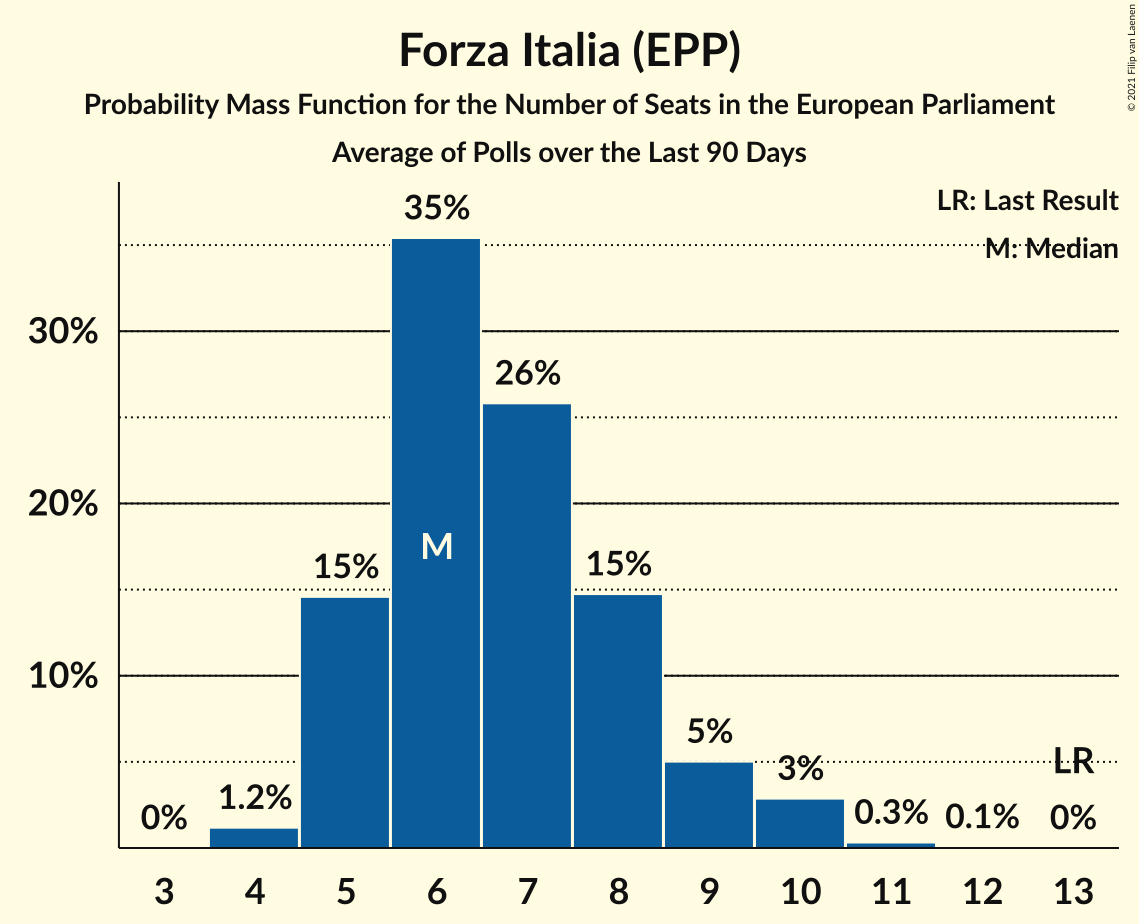 Forza Italia (EPP)
Probability Mass Function for the Number of Seats in the European Parliament
Average of Polls over the Last 90 Days
© 2021 Filip van Laenen
LR: Last Result
M: Median
35%
30%
26%
20%
M
15%
15%
10%
5%
3%
LR
1.2%
0%
0.3%
0.1%
0%
3 4 5 6 7 8 9 10 11 12 13